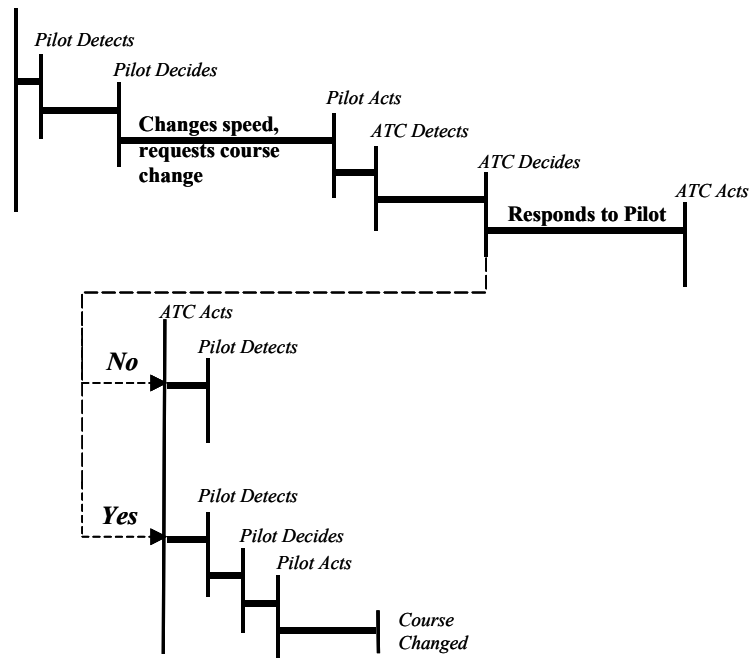 Pilot Detects
Pilot Decides
Pilot Acts
Changes speed,
requests course
change
ATC Detects
ATC Decides
ATC Acts
Responds to Pilot
ATC Acts
Pilot Detects
No
Pilot Detects
Yes
Pilot Decides
Pilot Acts
Course
Changed